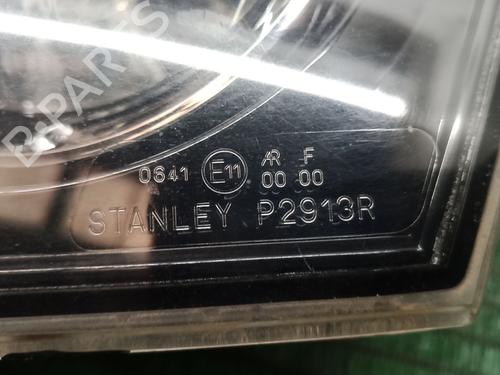 B-PARTS
AR F
0641 E11 00 00
STANLEY P2913R